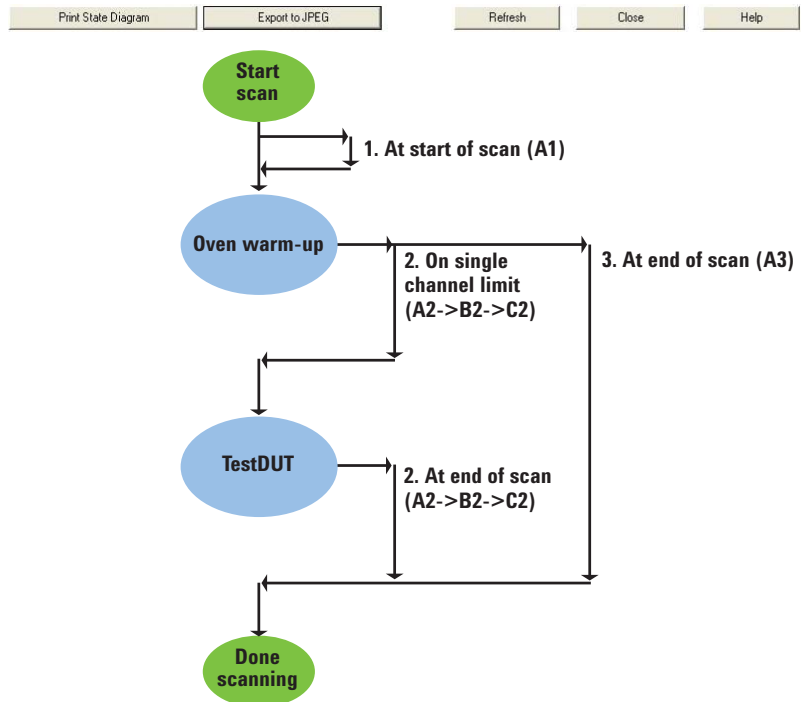 Print State Diagram
Export to JPEG
Refresh
Close
Help
Start
scan
1. At start of scan (A1)
Oven warm-up
2. On single
channel limit
(A2->B2->C2)
3. At end of scan (A3)
TestDUT
2. At end of scan
(A2->B2->C2)
Done
scanning